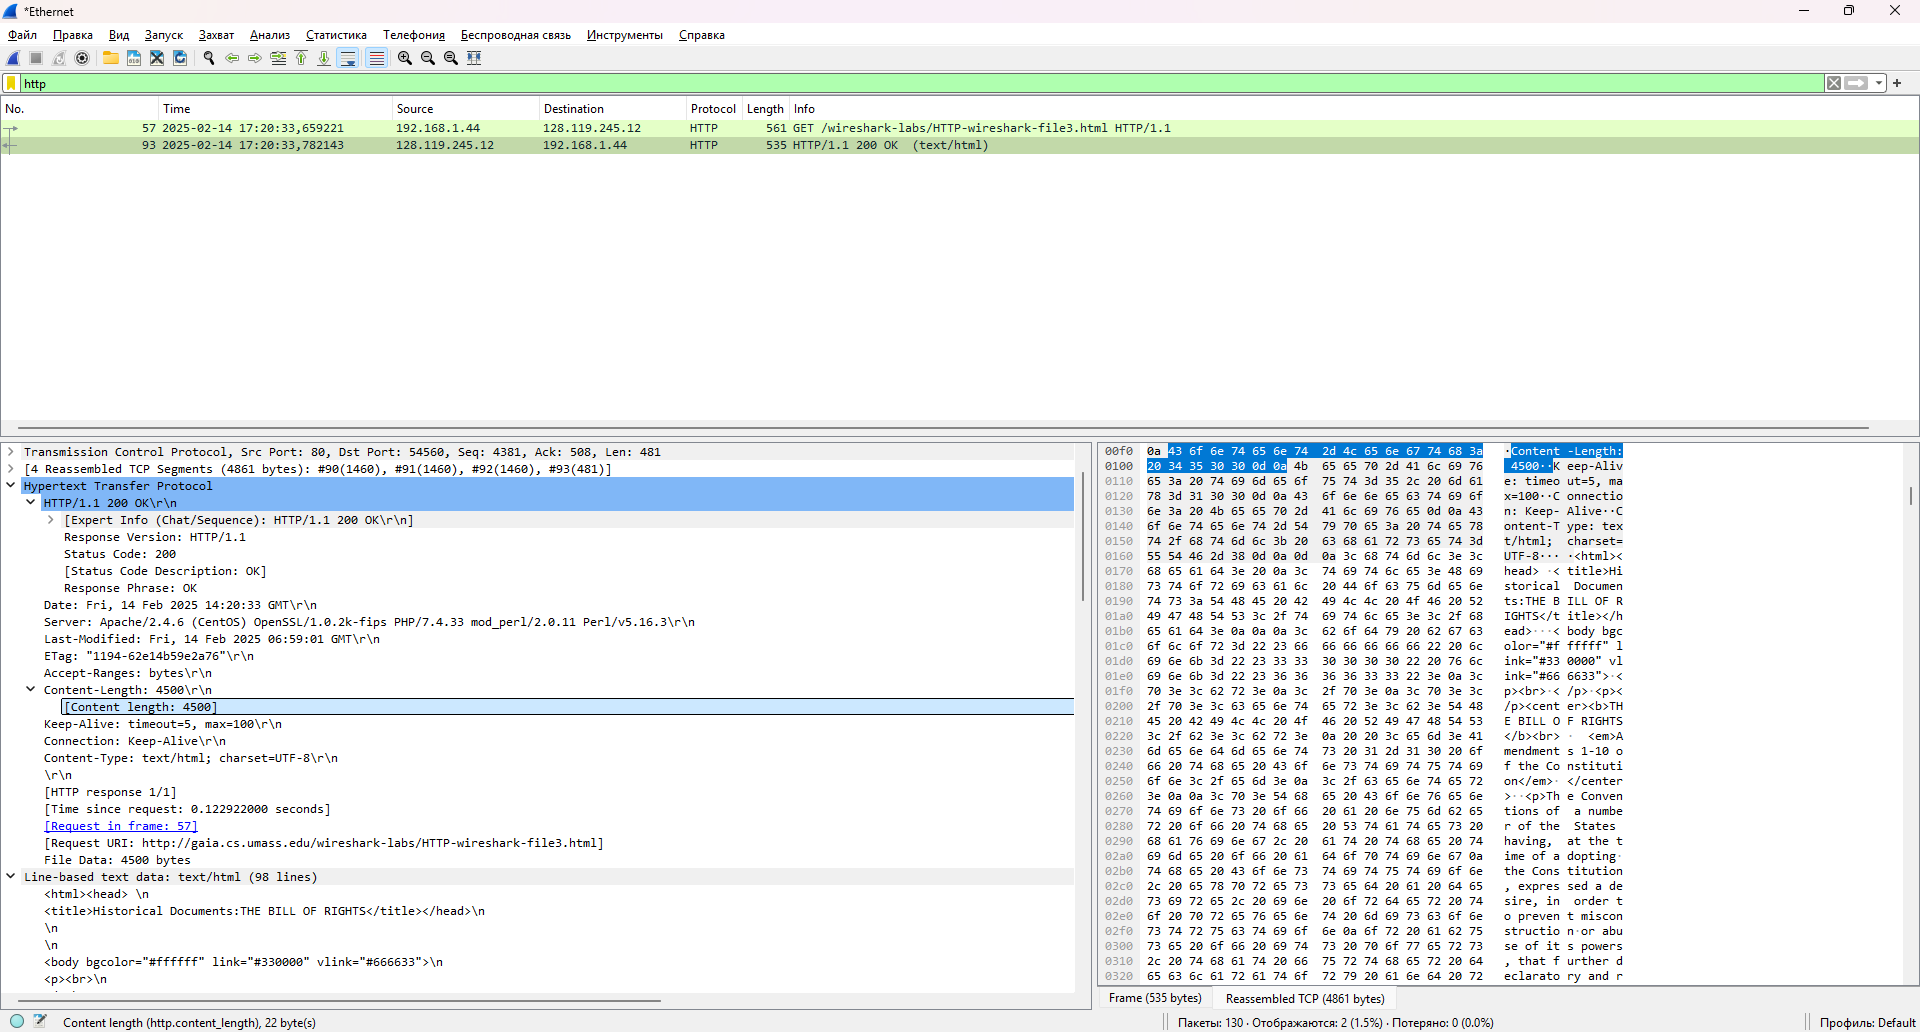 *Ethernet
Файл Правка Вид Запуск Захват Анализ Статистика Телефония Беспроводная связь Инструменты Справка
http
No. Time Source Destination Protocol Length Info
57 2025-02-14 17:20:33,659221 192.168.1.44 128.119.245.12 HTTP 561 GET /wireshark-labs/HTTP-wireshark-file3.html HTTP/1.1
93 2025-02-14 17:20:33,782143 128.119.245.12 192.168.1.44 HTTP 535 HTTP/1.1 200 OK (text/html)
Transmission Control Protocol, Src Port: 80, Dst Port: 54560, Seq: 4381, Ack: 508, Len: 481
[4 Reassembled TCP Segments (4861 bytes): #90(1460), #91(1460), #92(1460), #93(481)]
Hypertext Transfer Protocol
HTTP/1.1 200 OK\r\n
[Expert Info (Chat/Sequence): HTTP/1.1 200 OK\r\n]
Response Version: HTTP/1.1
Status Code: 200
[Status Code Description: OK]
Response Phrase: OK
Date: Fri, 14 Feb 2025 14:20:33 GMT\r\n
Server: Apache/2.4.6 (CentOS) OpenSSL/1.0.2k-fips PHP/7.4.33 mod_perl/2.0.11 Perl/v5.16.3\r\n
Last-Modified: Fri, 14 Feb 2025 06:59:01 GMT\r\n
ETag: "1194-62e14b59e2a76"\r\n
Accept-Ranges: bytes\r\n
Content-Length: 4500\r\n
[Content length: 4500]
Keep-Alive: timeout=5, max=100\r\n
Connection: Keep-Alive\r\n
Content-Type: text/html; charset=UTF-8\r\n
\r\n
[HTTP response 1/1]
[Time since request: 0.122922000 seconds]
[Request in frame: 57]
[Request URI: http://gaia.cs.umass.edu/wireshark-labs/HTTP-wireshark-file3.html]
File Data: 4500 bytes
Line-based text data: text/html (98 lines)
<html><head> \n
<title>Historical Documents:THE BILL OF RIGHTS</title></head>\n
\n
\n
<body bgcolor="#ffffff" link="#330000" vlink="#666633">\n
<p><br>\n
00f0 0a 43 6f 6e 74 65 6e 74 2d 4c 65 6e 67 74 68 3a ·Content -Length:
0100 20 34 35 30 30 0d 0a 4b 65 65 70 2d 41 6c 69 76 4500··K eep-Aliv
0110 65 3a 20 74 69 6d 65 6f 75 74 3d 35 2c 20 6d 61 e: timeo ut=5, ma
0120 78 3d 31 30 30 0d 0a 43 6f 6e 6e 65 63 74 69 6f x=100··C onnectio
0130 6e 3a 20 4b 65 65 70 2d 41 6c 69 76 65 0d 0a 43 n: Keep- Alive··C
0140 6f 6e 74 65 6e 74 2d 54 79 70 65 3a 20 74 65 78 ontent-T ype: tex
0150 74 2f 68 74 6d 6c 3b 20 63 68 61 72 73 65 74 3d t/html; charset=
0160 55 54 46 2d 38 0d 0a 0d 0a 3c 68 74 6d 6c 3e 3c UTF-8··· ·<html><
0170 68 65 61 64 3e 20 0a 3c 74 69 74 6c 65 3e 48 69 head> ·< title>Hi
0180 73 74 6f 72 69 63 61 6c 20 44 6f 63 75 6d 65 6e storical Documen
0190 74 73 3a 54 48 45 20 42 49 4c 4c 20 4f 46 20 52 ts:THE B ILL OF R
01a0 49 47 48 54 53 3c 2f 74 69 74 6c 65 3e 3c 2f 68 IGHTS</t itle></h
01b0 65 61 64 3e 0a 0a 0a 3c 62 6f 64 79 20 62 67 63 ead>···< body bgc
01c0 6f 6c 6f 72 3d 22 23 66 66 66 66 66 66 22 20 6c olor="#f fffff" l
01d0 69 6e 6b 3d 22 23 33 33 30 30 30 30 22 20 76 6c ink="#33 0000" vl
01e0 69 6e 6b 3d 22 23 36 36 36 36 33 33 22 3e 0a 3c ink="#66 6633">·<
01f0 70 3e 3c 62 72 3e 0a 3c 2f 70 3e 0a 3c 70 3e 3c p><br>·< /p>·<p><
0200 2f 70 3e 3c 63 65 6e 74 65 72 3e 3c 62 3e 54 48 /p><cent er><b>TH
0210 45 20 42 49 4c 4c 20 4f 46 20 52 49 47 48 54 53 E BILL O F RIGHTS
0220 3c 2f 62 3e 3c 62 72 3e 0a 20 20 3c 65 6d 3e 41 </b><br> · <em>A
0230 6d 65 6e 64 6d 65 6e 74 73 20 31 2d 31 30 20 6f mendment s 1-10 o
0240 66 20 74 68 65 20 43 6f 6e 73 74 69 74 75 74 69 f the Co nstituti
0250 6f 6e 3c 2f 65 6d 3e 0a 3c 2f 63 65 6e 74 65 72 on</em>· </center
0260 3e 0a 0a 3c 70 3e 54 68 65 20 43 6f 6e 76 65 6e >··<p>Th e Conven
0270 74 69 6f 6e 73 20 6f 66 20 61 20 6e 75 6d 62 65 tions of a numbe
0280 72 20 6f 66 20 74 68 65 20 53 74 61 74 65 73 20 r of the States
0290 68 61 76 69 6e 67 2c 20 61 74 20 74 68 65 20 74 having, at the t
02a0 69 6d 65 20 6f 66 20 61 64 6f 70 74 69 6e 67 0a ime of a dopting·
02b0 74 68 65 20 43 6f 6e 73 74 69 74 75 74 69 6f 6e the Cons titution
02c0 2c 20 65 78 70 72 65 73 73 65 64 20 61 20 64 65 , expres sed a de
02d0 73 69 72 65 2c 20 69 6e 20 6f 72 64 65 72 20 74 sire, in order t
02e0 6f 20 70 72 65 76 65 6e 74 20 6d 69 73 63 6f 6e o preven t miscon
02f0 73 74 72 75 63 74 69 6f 6e 0a 6f 72 20 61 62 75 structio n·or abu
0300 73 65 20 6f 66 20 69 74 73 20 70 6f 77 65 72 73 se of it s powers
0310 2c 20 74 68 61 74 20 66 75 72 74 68 65 72 20 64 , that f urther d
0320 65 63 6c 61 72 61 74 6f 72 79 20 61 6e 64 20 72 eclarato ry and r
Frame (535 bytes) Reassembled TCP (4861 bytes)
Content length (http.content_length), 22 byte(s) Пакеты: 130 · Отображаются: 2 (1.5%) · Потеряно: 0 (0.0%) Профиль: Default